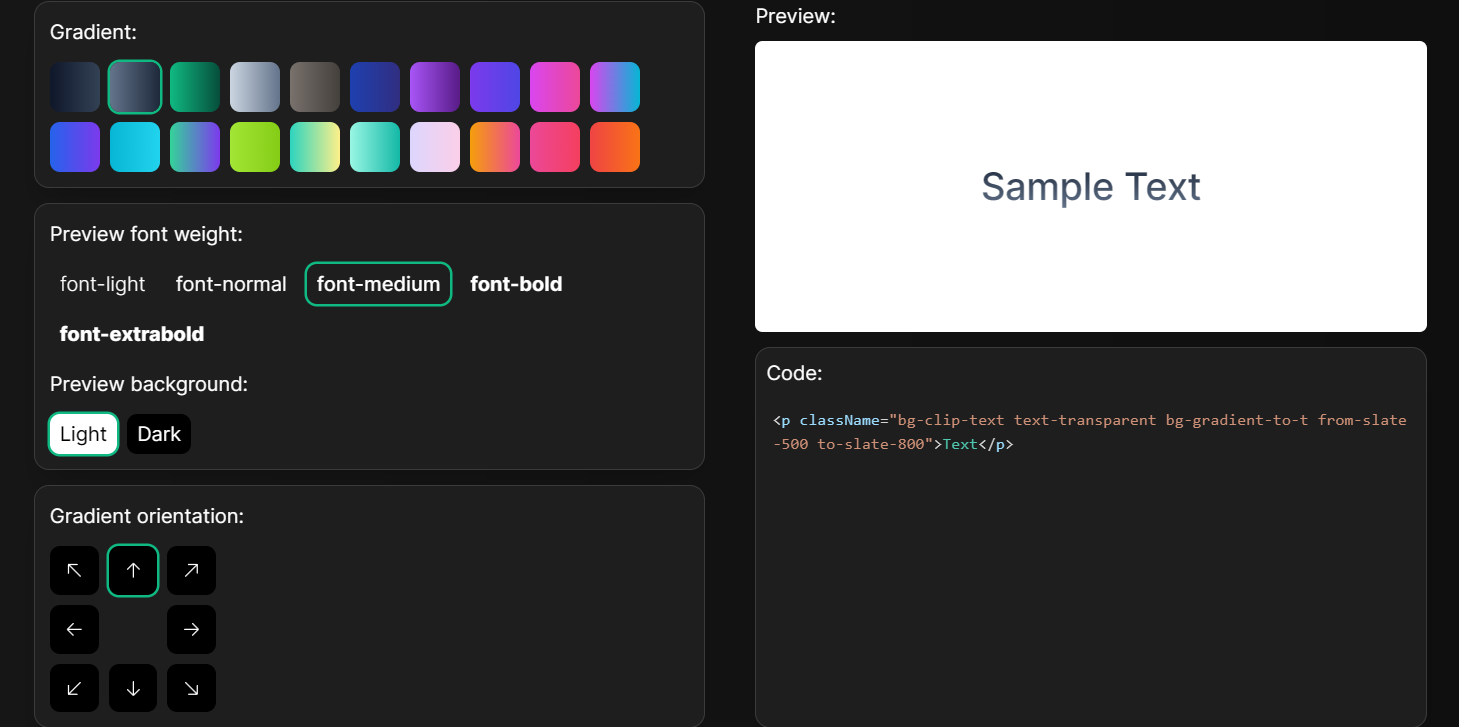 Gradient:
Preview font weight:
font-light font-normal font-medium font-bold
font-extrabold
Preview background:
Light Dark
Gradient orientation:
Preview:
Sample Text
Code:
<p className="bg-clip-text text-transparent bg-gradient-to-t from-slate
-500 to-slate-800">Text</p>